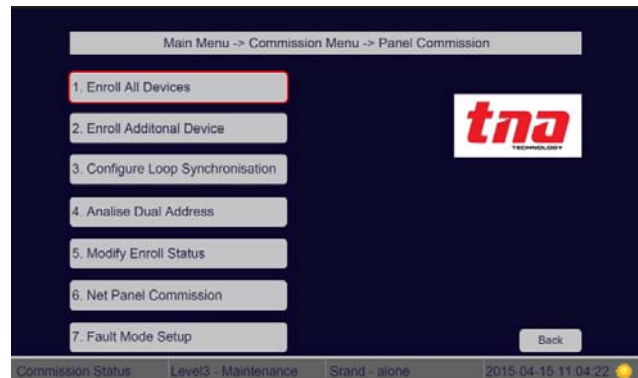 Main Menu -> Commission Menu -> Panel Commission
1. Enroll All Devices
2. Enroll Additonal Device
tna
TECHNOLOGY
3. Configure Loop Synchronisation
4. Analise Dual Address
5. Modify Enroll Status
6. Net Panel Commission
7. Fault Mode Setup
Back
Commission Status Level3 - Maintenance Srand - alone 2015-04-15 11:04:22